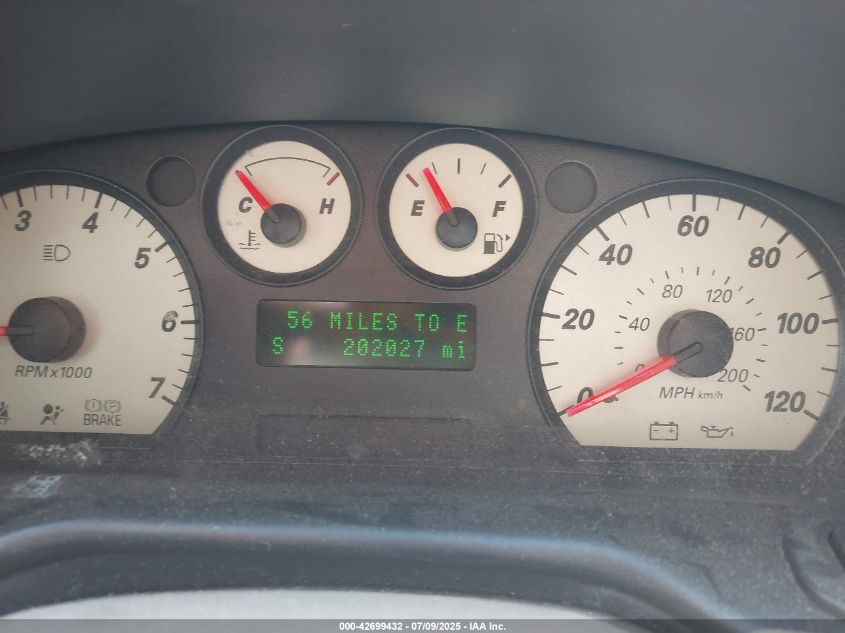 3 4 5 6 7
RPM x1000
BRAKE
C H
E F
56 MILES TO E
S 202027 mi
0 20 40 60 80 100 120
0 40 80 120 160 200
MPH km/h
000-42699432 - 07/09/2025 - IAA Inc.